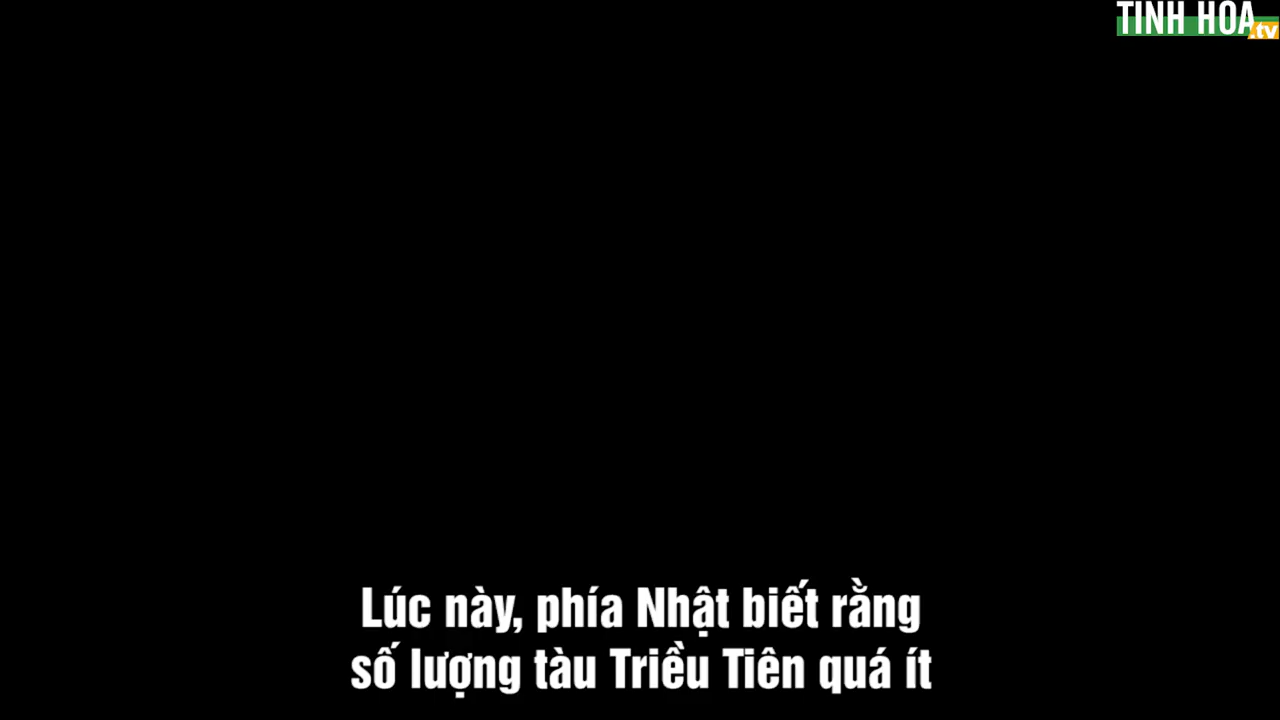 TINH HOA
.tv
Lúc này, phía Nhật biết rằng
số lượng tàu Triều Tiên quá ít